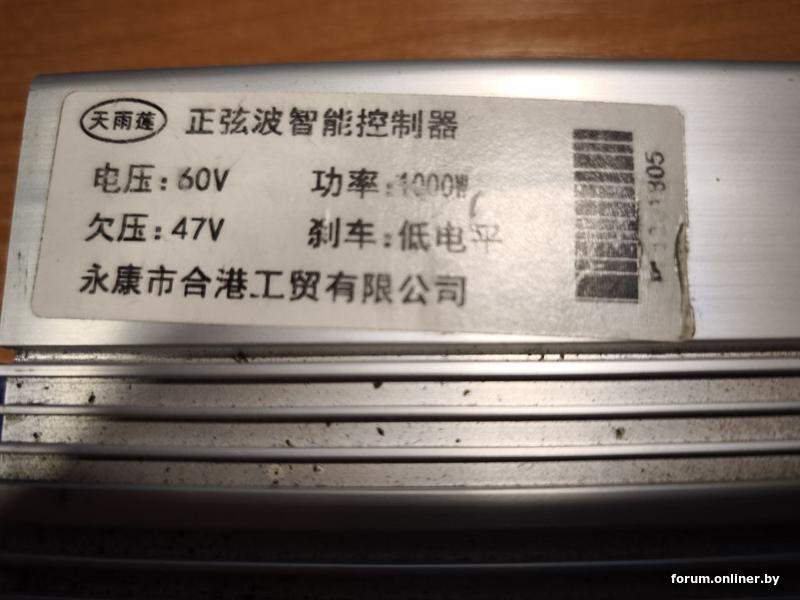 天雨莲 正弦波智能控制器
电压:60V 功率:1000W
欠压:47V 刹车:低电平
永康市合港工贸有限公司
forum.onliner.by